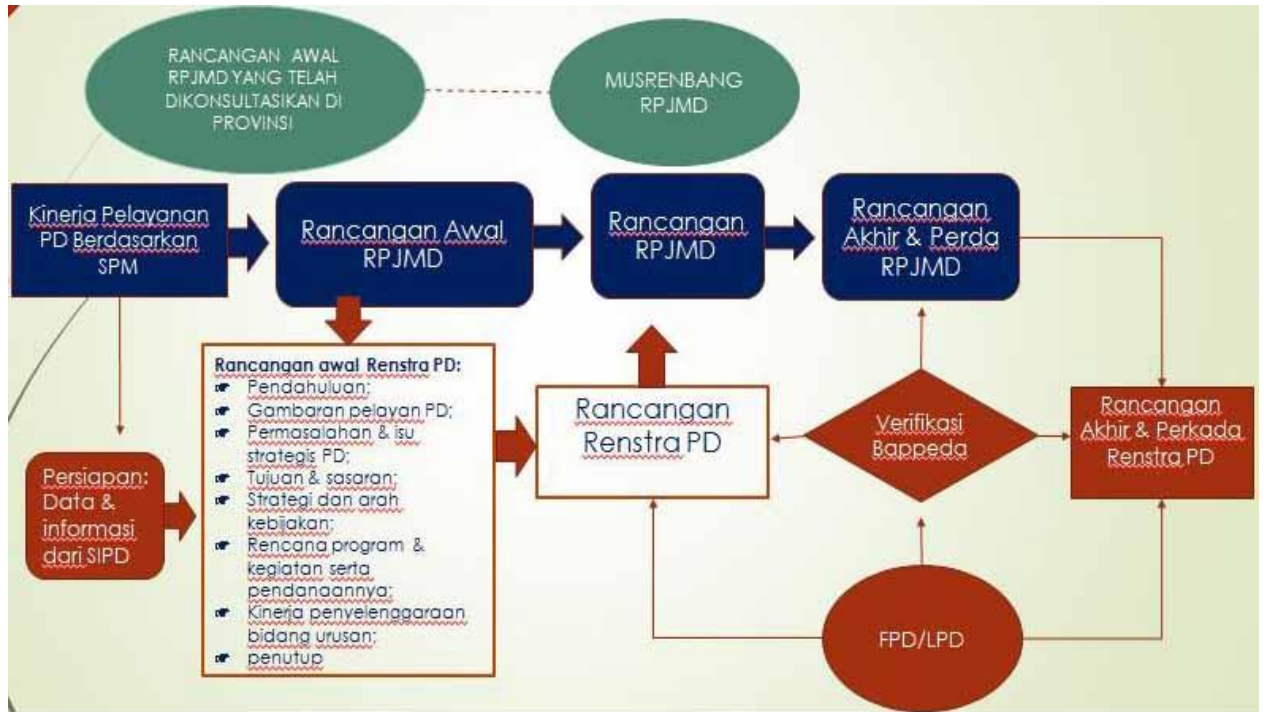 RANCANGAN AWAL
RPJMD YANG TELAH
DIKONSULTASIKAN DI
PROVINSI
MUSRENBANG
RPJMD
Kinerja Pelayanan
PD Berdasarkan
SPM
Rancangan Awal
RPJMD
Rancangan
RPJMD
Rancangan
Akhir & Perda
RPJMD
Persiapan:
Data &
informasi
dari SIPD
Rancangan awal Renstra PD:
☛ Pendahuluan;
☛ Gambaran pelayan PD;
☛ Permasalahan & isu
strategis PD;
☛ Tujuan & sasaran;
☛ Strategi dan arah
kebijakan;
☛ Rencana program &
kegiatan serta
pendanaannya;
☛ Kinerja penyelenggaraan
bidang urusan;
☛ penutup
Rancangan
Renstra PD
Verifikasi
Bappeda
Rancangan
Akhir & Perkada
Renstra PD
FPD/LPD